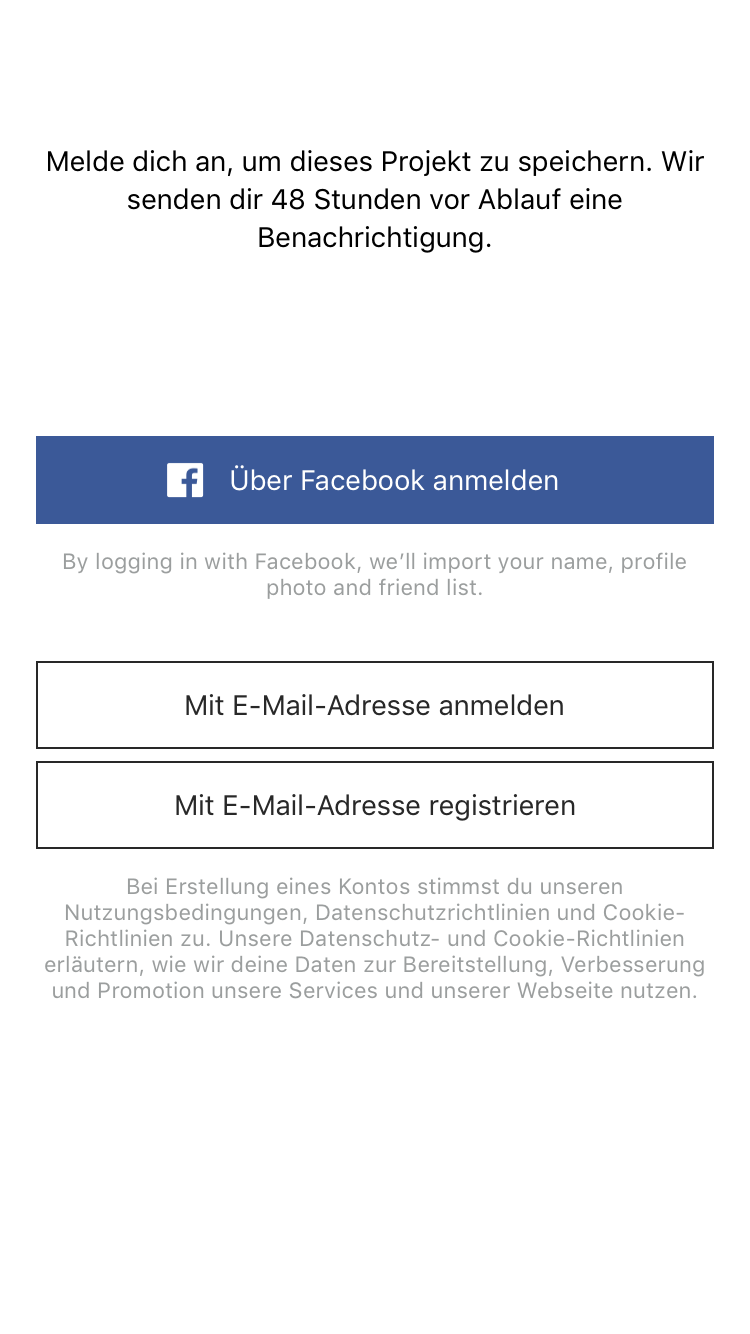 Melde dich an, um dieses Projekt zu speichern. Wir
senden dir 48 Stunden vor Ablauf eine
Benachrichtigung.
Über Facebook anmelden
By logging in with Facebook, we’ll import your name, profile
photo and friend list.
Mit E-Mail-Adresse anmelden
Mit E-Mail-Adresse registrieren
Bei Erstellung eines Kontos stimmst du unseren
Nutzungsbedingungen, Datenschutzrichtlinien und Cookie-
Richtlinien zu. Unsere Datenschutz- und Cookie-Richtlinien
erläutern, wie wir deine Daten zur Bereitstellung, Verbesserung
und Promotion unsere Services und unserer Webseite nutzen.